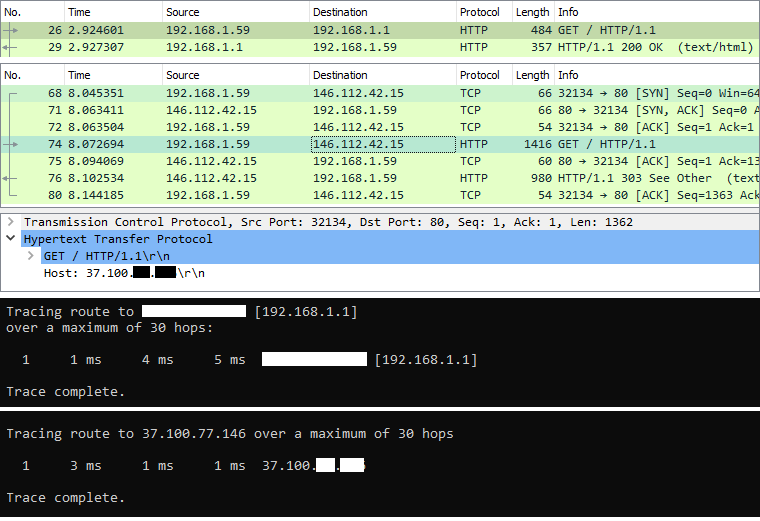 No. Time Source Destination Protocol Length Info
26 2.924601 192.168.1.59 192.168.1.1 HTTP 484 GET / HTTP/1.1
29 2.927307 192.168.1.1 192.168.1.59 HTTP 357 HTTP/1.1 200 OK (text/html)
No. Time Source Destination Protocol Length Info
68 8.045351 192.168.1.59 146.112.42.15 TCP 66 32134 → 80 [SYN] Seq=0 Win=64
71 8.063411 146.112.42.15 192.168.1.59 TCP 66 80 → 32134 [SYN, ACK] Seq=0 A
72 8.063504 192.168.1.59 146.112.42.15 TCP 54 32134 → 80 [ACK] Seq=1 Ack=1
74 8.072694 192.168.1.59 146.112.42.15 HTTP 1416 GET / HTTP/1.1
75 8.094069 146.112.42.15 192.168.1.59 TCP 60 80 → 32134 [ACK] Seq=1 Ack=13
76 8.102534 146.112.42.15 192.168.1.59 HTTP 980 HTTP/1.1 303 See Other (text
80 8.144185 192.168.1.59 146.112.42.15 TCP 54 32134 → 80 [ACK] Seq=1363 Ack
Transmission Control Protocol, Src Port: 32134, Dst Port: 80, Seq: 1, Ack: 1, Len: 1362
Hypertext Transfer Protocol
GET / HTTP/1.1\r\n
Host: 37.100. . \r\n
Tracing route to [192.168.1.1]
over a maximum of 30 hops:
1 1 ms 4 ms 5 ms [192.168.1.1]
Trace complete.
Tracing route to 37.100.77.146 over a maximum of 30 hops
1 3 ms 1 ms 1 ms 37.100. .
Trace complete.